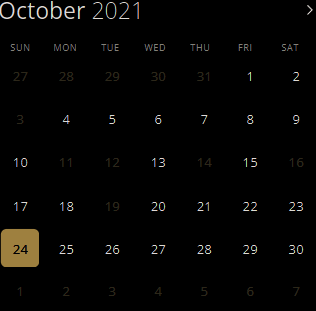 October 2021
SUN MON TUE WED THU FRI SAT
27 28 29 30 31 1 2
3 4 5 6 7 8 9
10 11 12 13 14 15 16
17 18 19 20 21 22 23
24 25 26 27 28 29 30
1 2 3 4 5 6 7